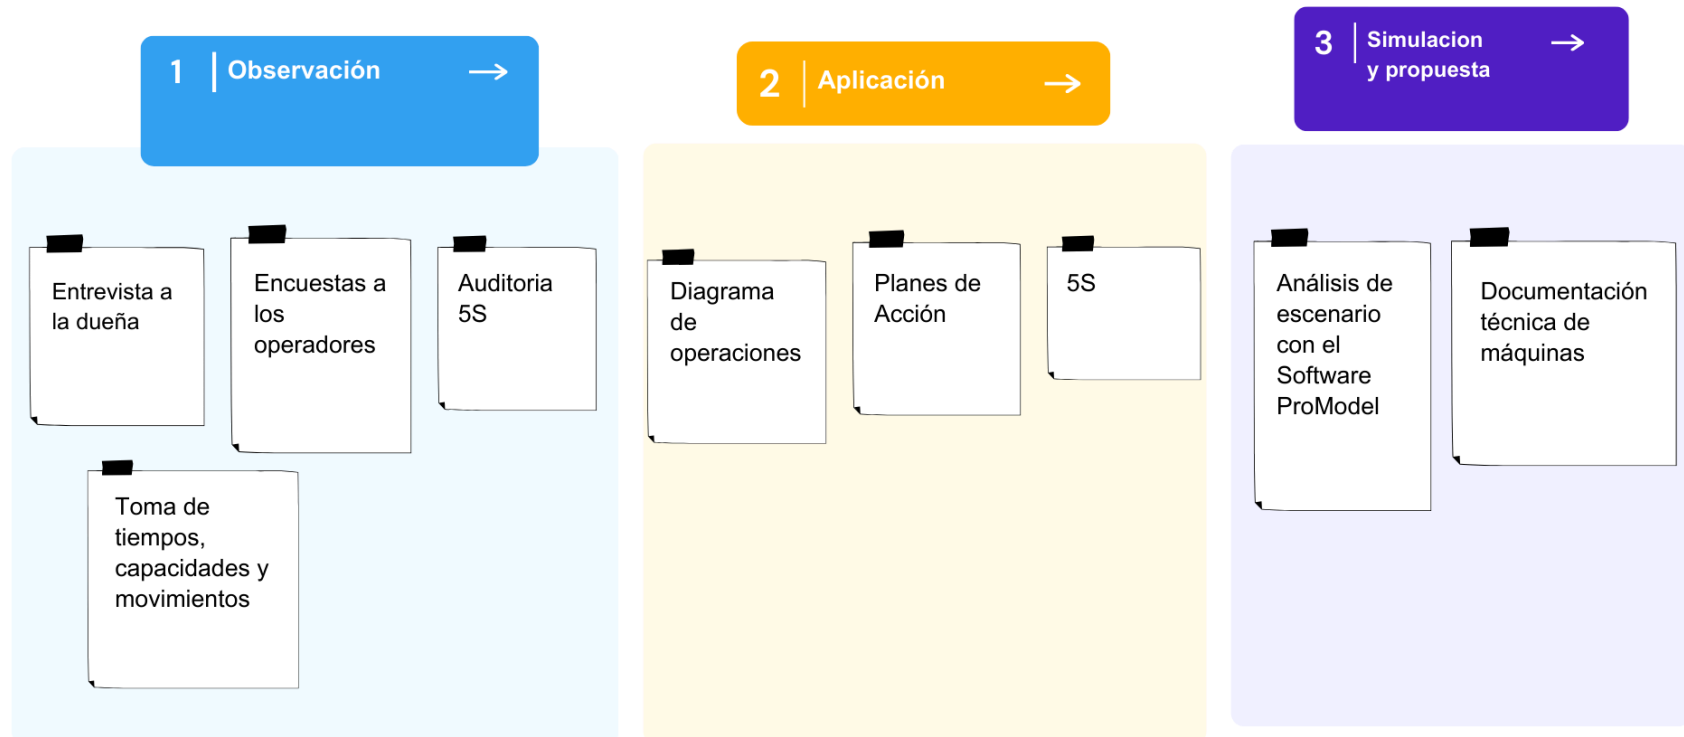 1
Observación
Entrevista a
la dueña
Encuestas a
los
operadores
Auditoria
5S
Toma de
tiempos,
capacidades y
movimientos
2
Aplicación
Diagrama
de
operaciones
Planes de
Acción
5S
3
Simulacion
y propuesta
Análisis de
escenario
con el
Software
ProModel
Documentación
técnica de
máquinas